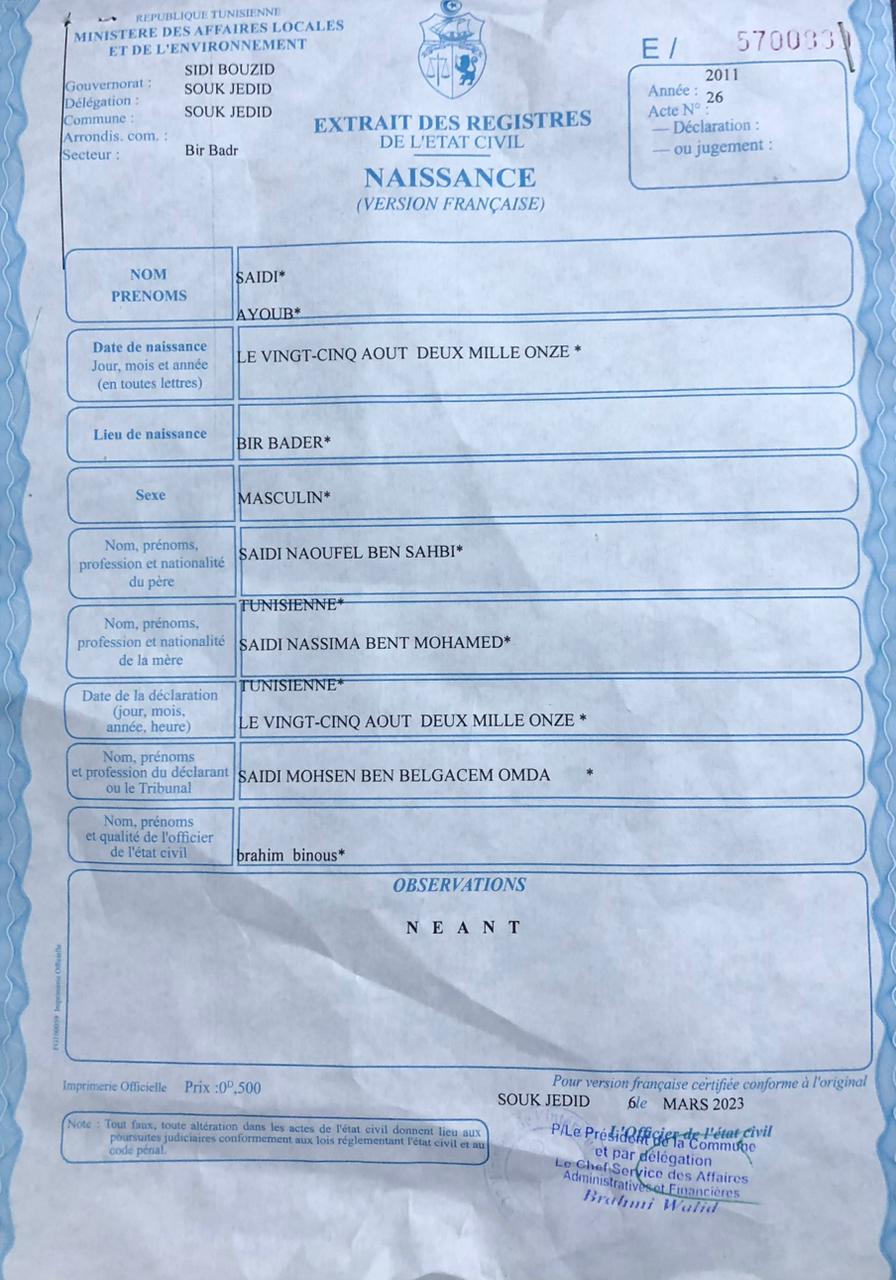 REPUBLIQUE TUNISIENNE
MINISTERE DES AFFAIRES LOCALES
ET DE L'ENVIRONNEMENT
Gouvernorat : SIDI BOUZID
Délégation : SOUK JEDID
Commune : SOUK JEDID
Arrondis. com. :
Secteur : Bir Badr
EXTRAIT DES REGISTRES
DE L'ETAT CIVIL
NAISSANCE
(VERSION FRANÇAISE)
E / 570083
Année : 2011
Acte N° : 26
— Déclaration :
— ou jugement :
NOM
PRENOMS
SAIDI*
AYOUB*
Date de naissance
Jour, mois et année
(en toutes lettres)
LE VINGT-CINQ AOUT DEUX MILLE ONZE *
Lieu de naissance
BIR BADER*
Sexe
MASCULIN*
Nom, prénoms,
profession et nationalité
du père
SAIDI NAOUFEL BEN SAHBI*
TUNISIENNE*
Nom, prénoms,
profession et nationalité
de la mère
SAIDI NASSIMA BENT MOHAMED*
TUNISIENNE*
Date de la déclaration
(jour, mois,
année, heure)
LE VINGT-CINQ AOUT DEUX MILLE ONZE *
Nom, prénoms
et profession du déclarant
ou le Tribunal
SAIDI MOHSEN BEN BELGACEM OMDA *
Nom, prénoms
et qualité de l'officier
de l'état civil
brahim binous*
OBSERVATIONS
N E A N T
Imprimerie Officielle Prix :0ᴰ,500
Pour version française certifiée conforme à l'original
SOUK JEDID 6le MARS 2023
Note : Tout faux, toute altération dans les actes de l'état civil donnent lieu aux
poursuites judiciaires conformement aux lois réglementant l'état civil et au
code pénal.
L'Officier de l'état civil
P/Le Président de la Commune
et par délégation
Le Chef Service des Affaires
Administratives et Financières
Brahmi Walid